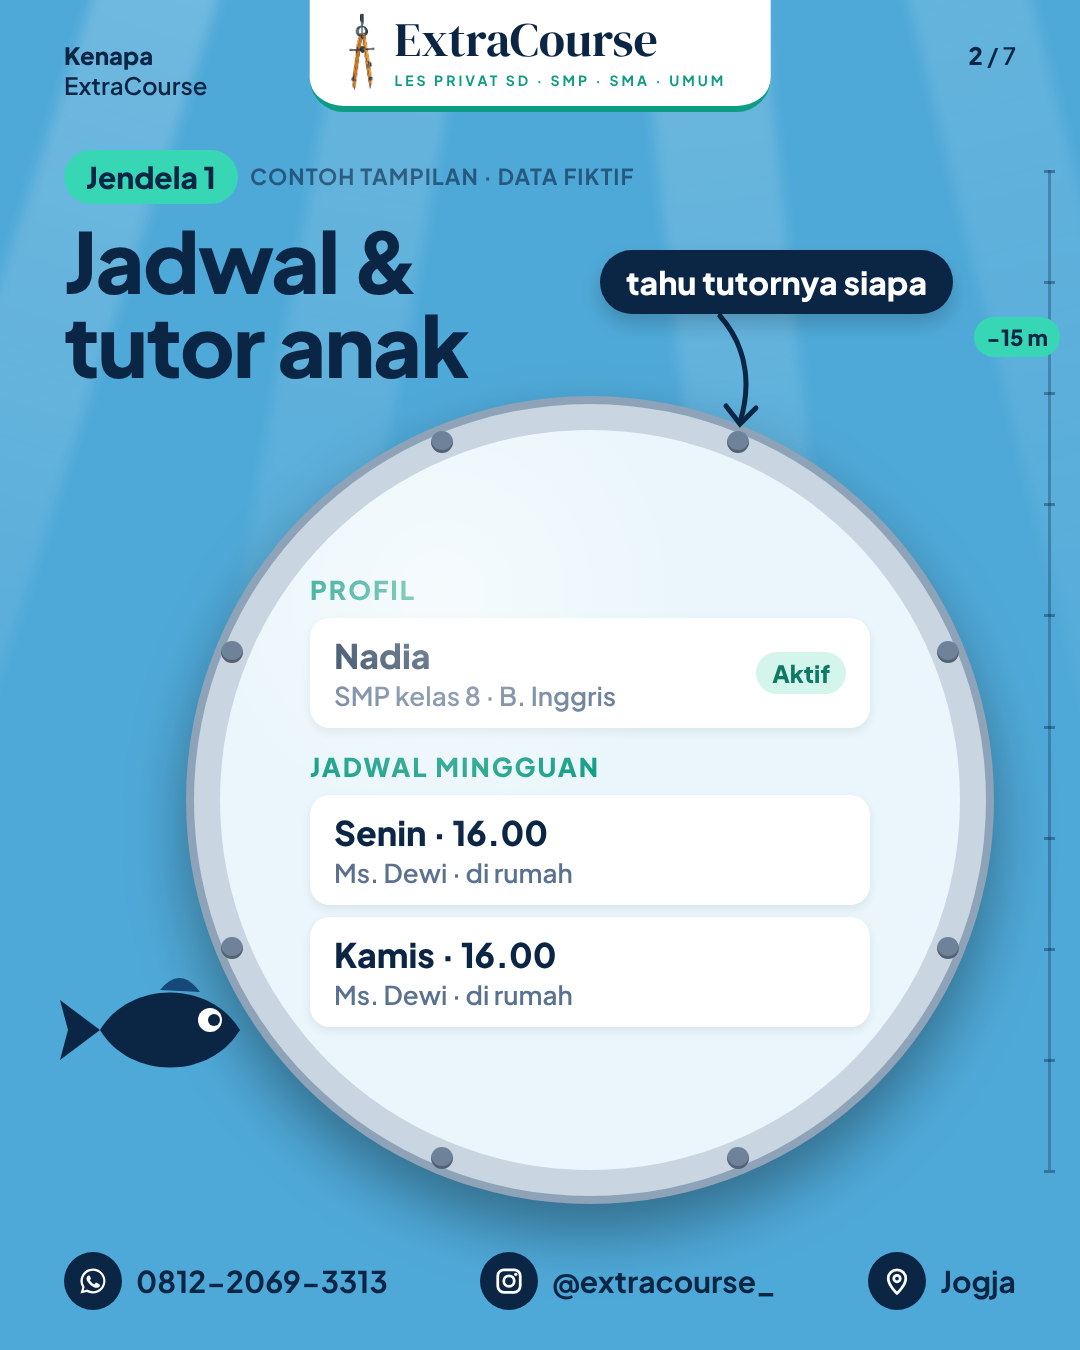 Kenapa
ExtraCourse
ExtraCourse
LES PRIVAT SD · SMP · SMA · UMUM
2 / 7
Jendela 1
CONTOH TAMPILAN · DATA FIKTIF
Jadwal &
tutor anak
tahu tutornya siapa
–15 m
PROFIL
Nadia
SMP kelas 8 · B. Inggris
Aktif
JADWAL MINGGUAN
Senin · 16.00
Ms. Dewi · di rumah
Kamis · 16.00
Ms. Dewi · di rumah
0812-2069-3313
@extracourse_
Jogja